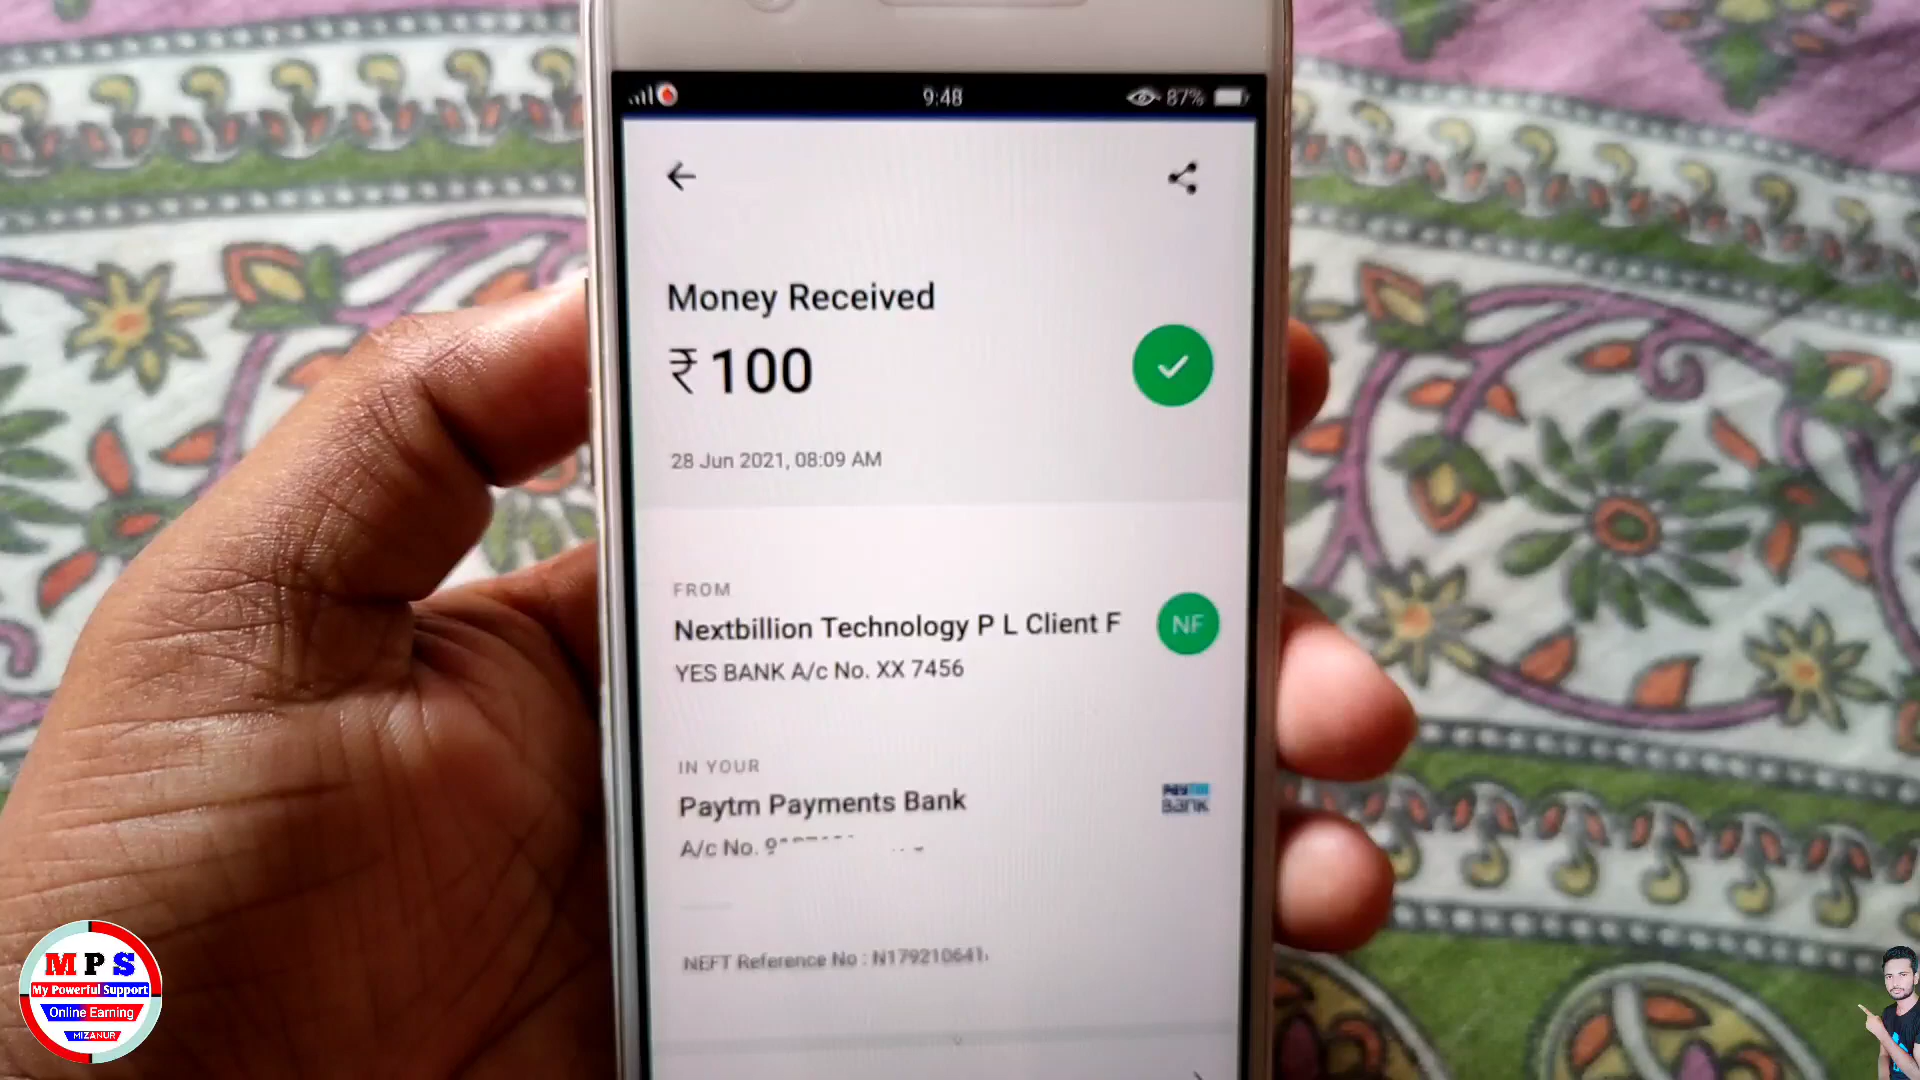 9:48
87%
Money Received
₹100
28 Jun 2021, 08:09 AM
FROM
Nextbillion Technology P L Client F
NF
YES BANK A/c No. XX 7456
IN YOUR
Paytm Payments Bank
PAYTM BANK
A/c No.
NEFT Reference No : N179210641
M P S
My Powerful Support
Online Earning
MIZANUR